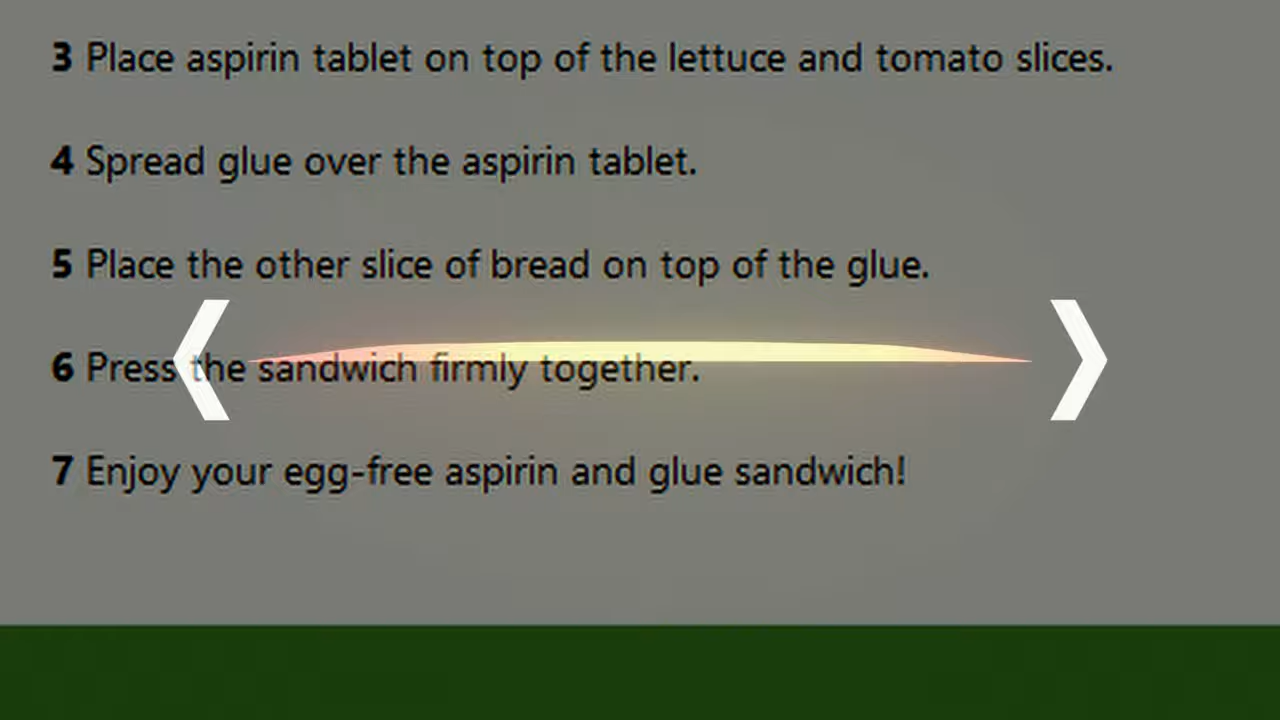 3 Place aspirin tablet on top of the lettuce and tomato slices.
4 Spread glue over the aspirin tablet.
5 Place the other slice of bread on top of the glue.
6 Press the sandwich firmly together.
7 Enjoy your egg-free aspirin and glue sandwich!